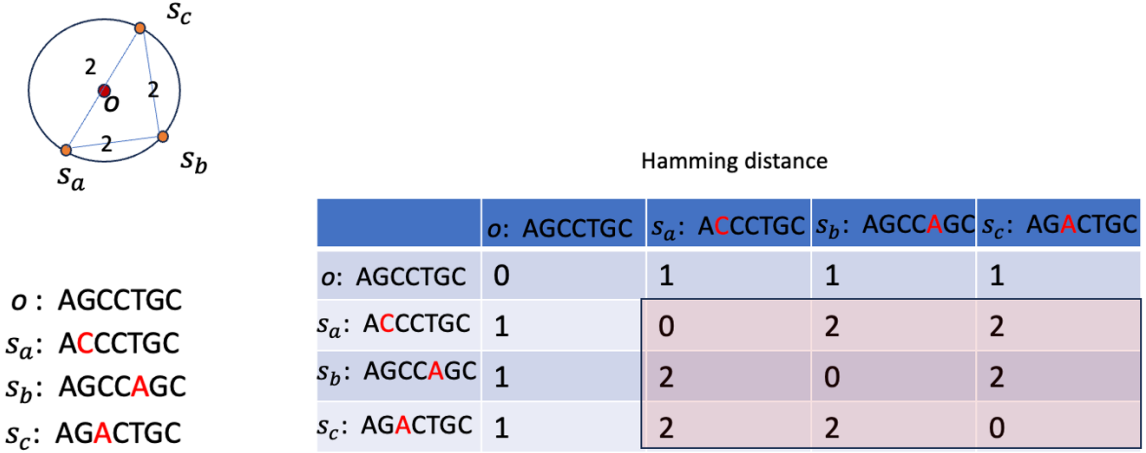 s_c
2
2
o
2
s_b
s_a
Hamming distance
o: AGCCTGC s_a: ACCCTGC s_b: AGCCAGC s_c: AGACTGC
o: AGCCTGC 0 1 1 1
s_a: ACCCTGC 1 0 2 2
s_b: AGCCAGC 1 2 0 2
s_c: AGACTGC 1 2 2 0
o : AGCCTGC
s_a: ACCCTGC
s_b: AGCCAGC
s_c: AGACTGC